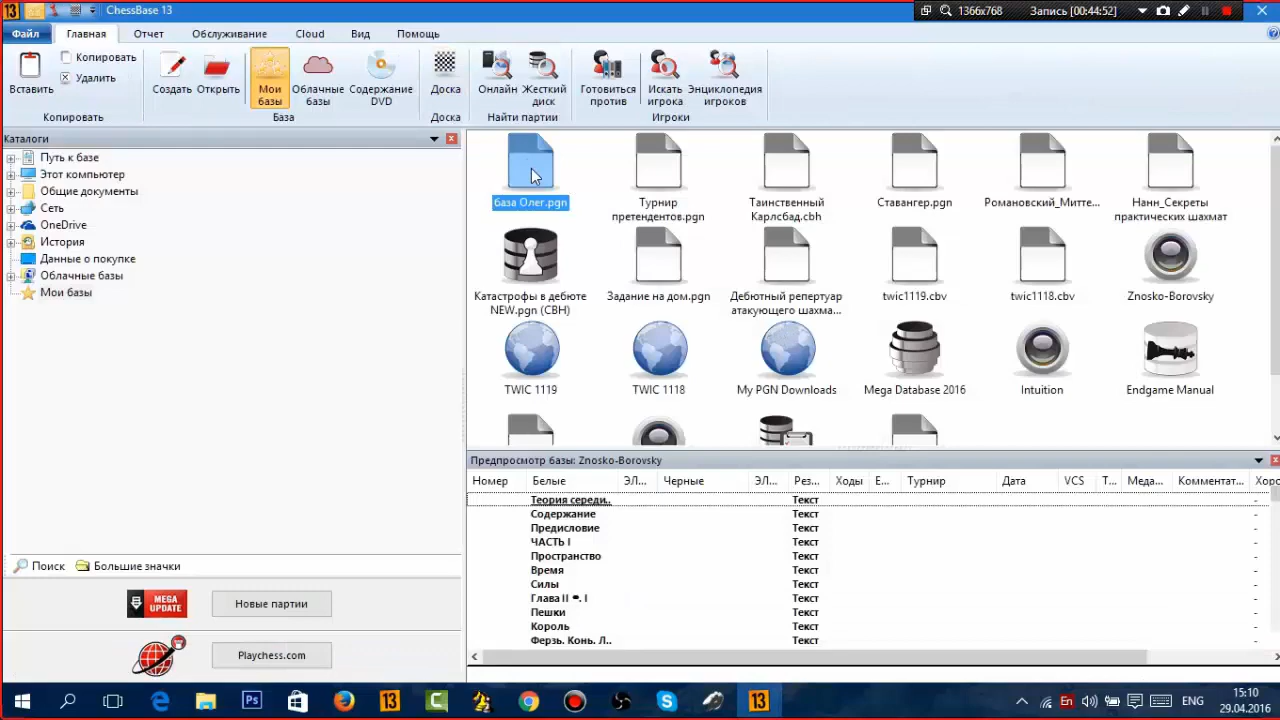 13 ChessBase 13
1366x768 Запись [00:44:52]
Файл Главная Отчет Обслуживание Cloud Вид Помощь
Вставить Копировать Удалить Создать Открыть Мои базы Облачные базы Содержание DVD Доска Онлайн Жесткий диск Готовиться против Искать игрока Энциклопедия игроков
Копировать База Доска Найти партии Игроки
Каталоги
Путь к базе
Этот компьютер
Общие документы
Сеть
OneDrive
История
Данные о покупке
Облачные базы
Мои базы
Поиск Большие значки
MEGA UPDATE Новые партии
Playchess.com
база Олег.pgn Турнир претендентов.pgn Таинственный Карлсбад.cbh Ставангер.pgn Романовский_Митте... Нанн_Секреты практических шахмат
Катастрофы в дебюте NEW.pgn (CBH) Задание на дом.pgn Дебютный репертуар атакующего шахма... twic1119.cbv twic1118.cbv Znosko-Borovsky
TWIC 1119 TWIC 1118 My PGN Downloads Mega Database 2016 Intuition Endgame Manual
Предпросмотр базы: Znosko-Borovsky
Номер Белые ЭЛ... Черные ЭЛ... Рез... Ходы Е... Турнир Дата VCS Т... Меда... Комментат... Хорс
Теория середи.. Текст -
Содержание Текст -
Предисловие Текст -
ЧАСТЬ I Текст -
Пространство Текст -
Время Текст -
Силы Текст -
Глава II I Текст -
Пешки Текст -
Король Текст -
Ферзь. Конь. Л.. Текст -
Ps 13 13 En ENG 15:10
29.04.2016